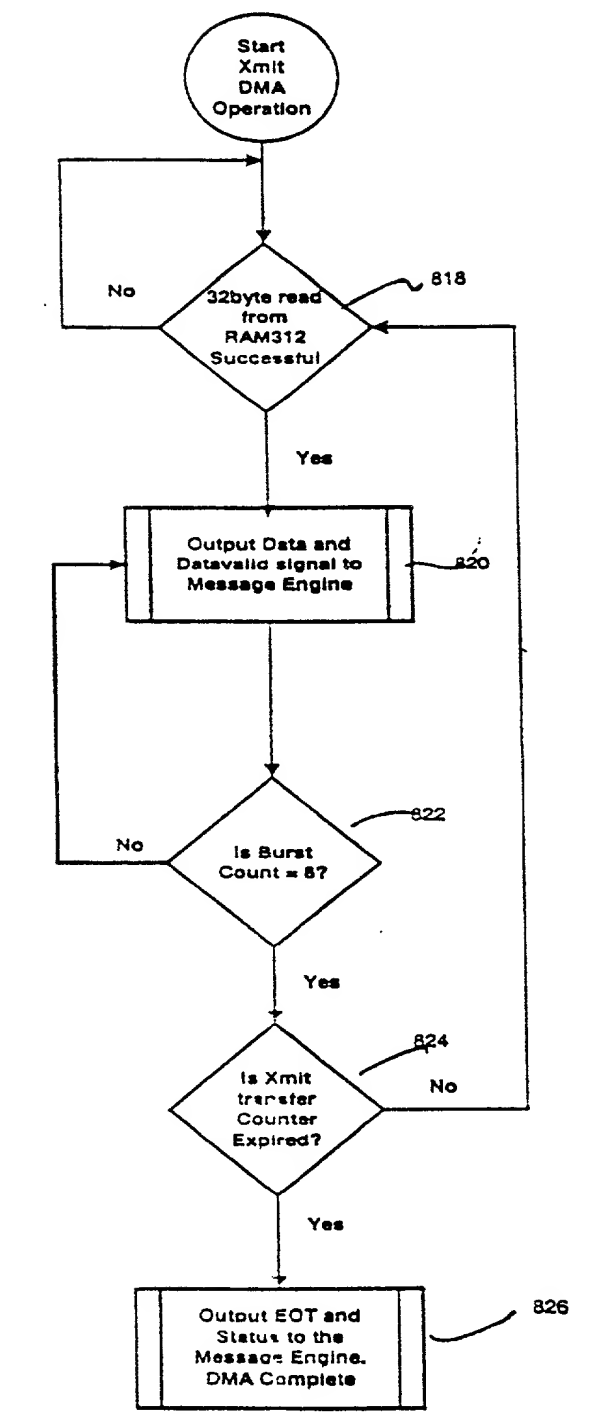 Start
Xmit
DMA
Operation
No
818
32byte read
from
RAM312
Successful
Yes
Output Data and
Datavalid signal to
Message Engine
820
822
No
Is Burst
Count = 8?
Yes
824
Is Xmit
transfer
Counter
Expired?
No
Yes
826
Output EOT and
Status to the
Message Engine.
DMA Complete